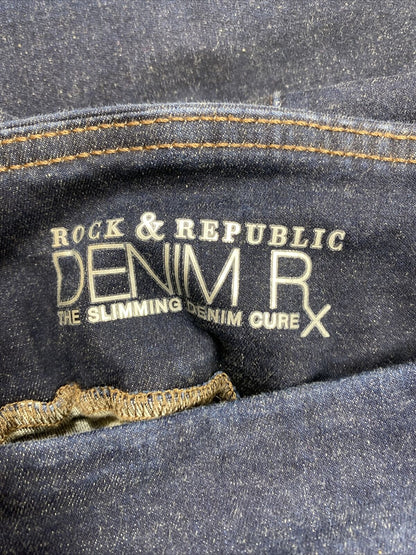 ROCK & REPUBLIC
DENIM Rx
THE SLIMMING DENIM CURE